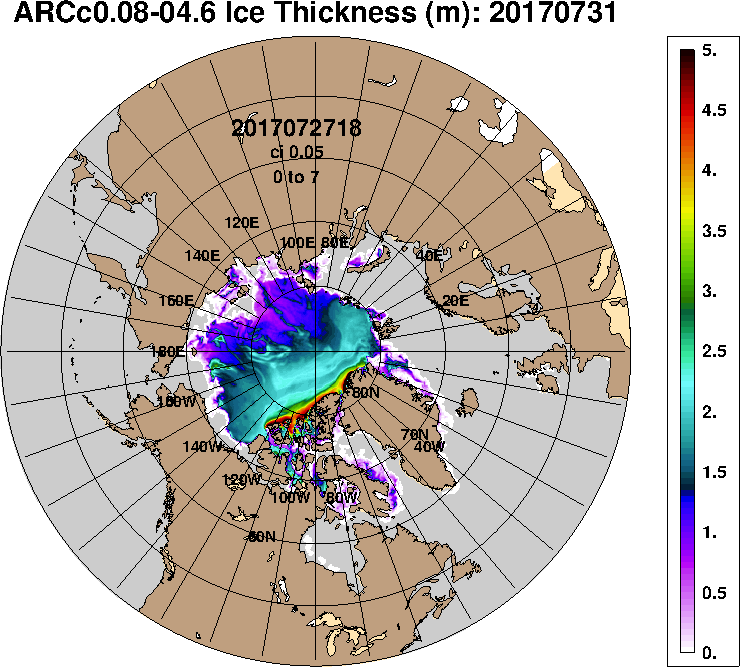 ARCc0.08-04.6 Ice Thickness (m): 20170731
2017072718
ci 0.05
0 to 7
120E
100E 80E
140E
40E
160E
20E
180E
160W
80N
140W
70N
40W
120W
100W
80W
60N
5.
4.5
4.
3.5
3.
2.5
2.
1.5
1.
0.5
0.